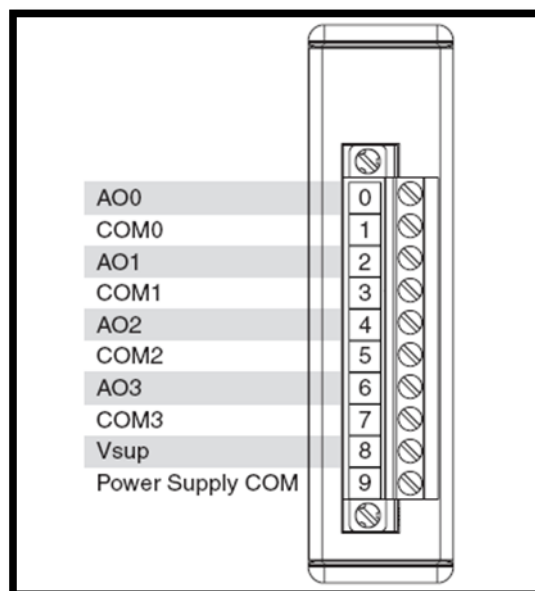 AO0 0
COM0 1
AO1 2
COM1 3
AO2 4
COM2 5
AO3 6
COM3 7
Vsup 8
Power Supply COM 9